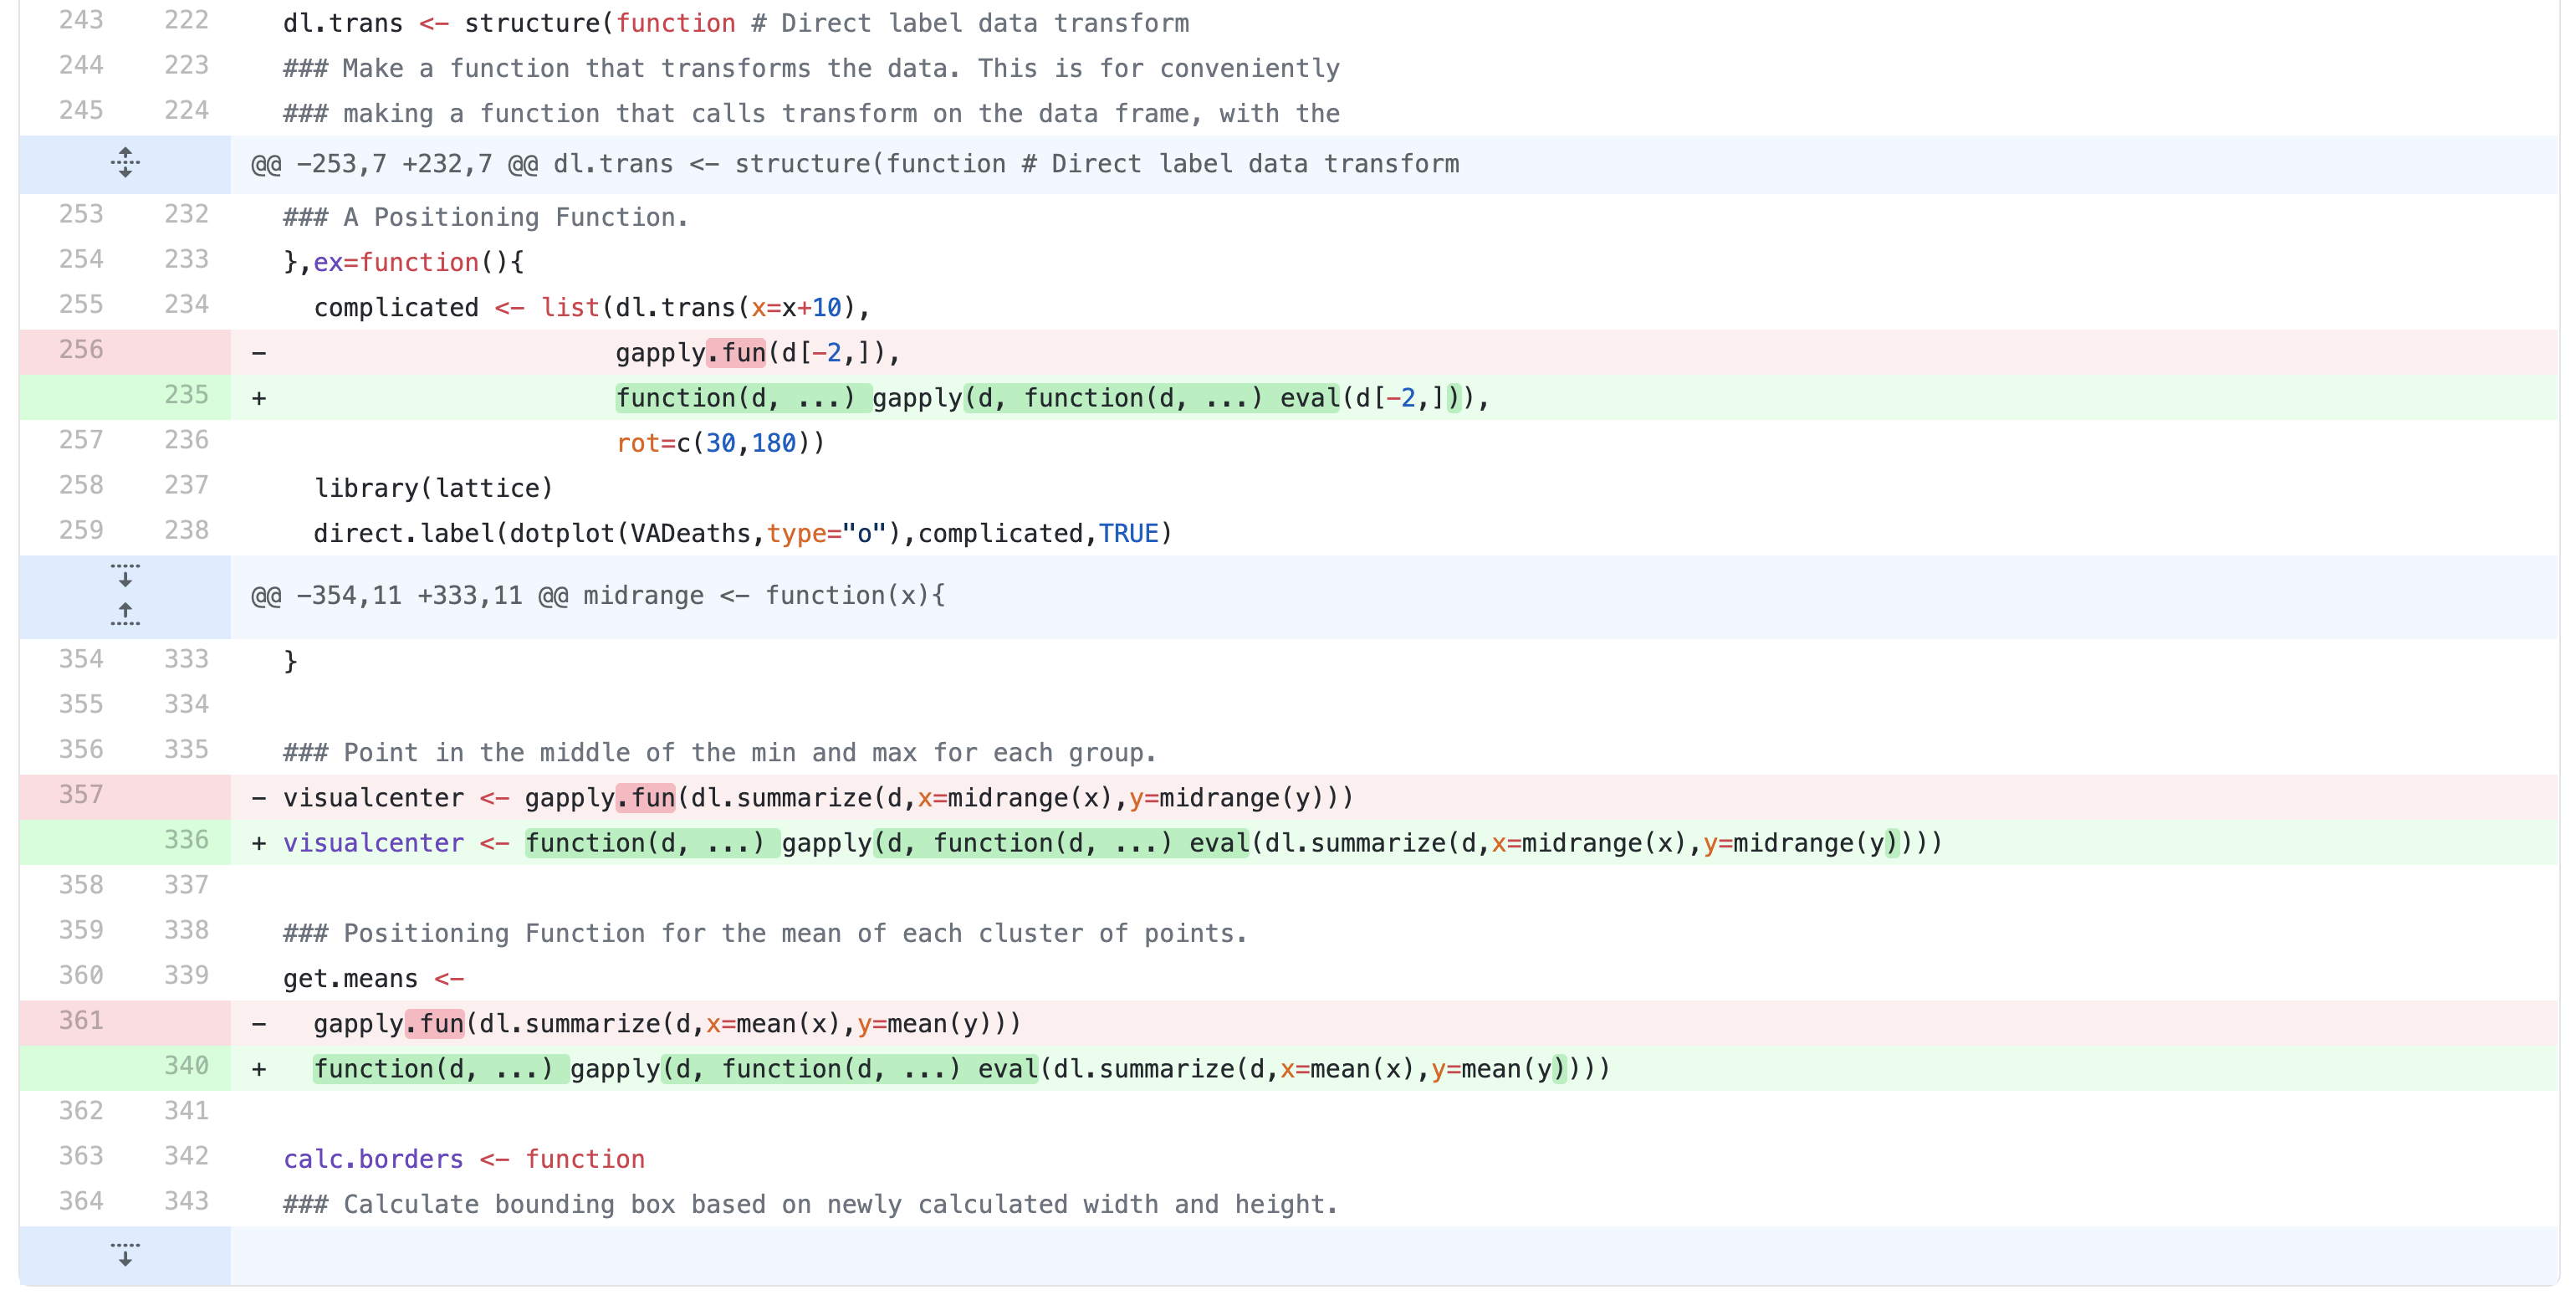 243 222 dl.trans <- structure(function # Direct label data transform
244 223 ### Make a function that transforms the data. This is for conveniently
245 224 ### making a function that calls transform on the data frame, with the
@@ -253,7 +232,7 @@ dl.trans <- structure(function # Direct label data transform
253 232 ### A Positioning Function.
254 233 },ex=function(){
255 234   complicated <- list(dl.trans(x=x+10),
256 -                       gapply.fun(d[-2,]),
235 +                       function(d, ...) gapply(d, function(d, ...) eval(d[-2,])),
257 236                       rot=c(30,180))
258 237   library(lattice)
259 238   direct.label(dotplot(VADeaths,type="o"),complicated,TRUE)
@@ -354,11 +333,11 @@ midrange <- function(x){
354 333 }
355 334
356 335 ### Point in the middle of the min and max for each group.
357 - visualcenter <- gapply.fun(dl.summarize(d,x=midrange(x),y=midrange(y)))
336 + visualcenter <- function(d, ...) gapply(d, function(d, ...) eval(dl.summarize(d,x=midrange(x),y=midrange(y))))
358 337
359 338 ### Positioning Function for the mean of each cluster of points.
360 339 get.means <-
361 -   gapply.fun(dl.summarize(d,x=mean(x),y=mean(y)))
340 +   function(d, ...) gapply(d, function(d, ...) eval(dl.summarize(d,x=mean(x),y=mean(y))))
362 341
363 342 calc.borders <- function
364 343 ### Calculate bounding box based on newly calculated width and height.